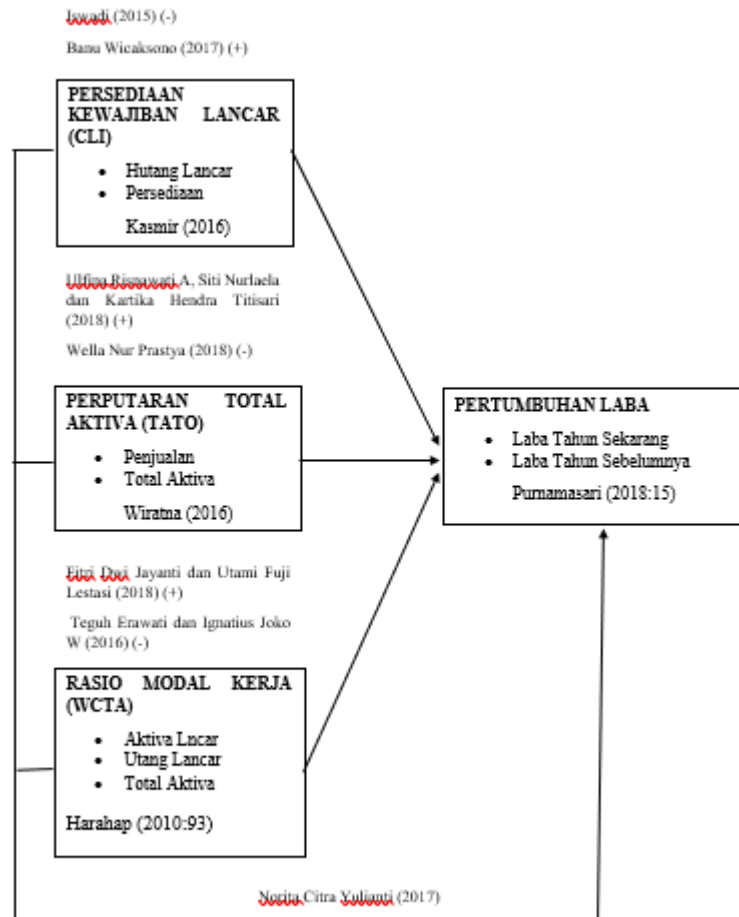 Iswadi (2015) (-)
Banu Wicaksono (2017) (+)
PERSEDIAAN
KEWAJIBAN LANCAR
(CLI)
• Hutang Lancar
• Persediaan
Kasmir (2016)
Ulfina Risnawati A, Siti Nurlaela
dan Kartika Hendra Titisari
(2018) (+)
Wella Nur Prastya (2018) (-)
PERPUTARAN TOTAL
AKTIVA (TATO)
• Penjualan
• Total Aktiva
Wiratna (2016)
PERTUMBUHAN LABA
• Laba Tahun Sekarang
• Laba Tahun Sebelumnya
Purnamasari (2018:15)
Fitri Dwi Jayanti dan Utami Fuji
Lestasi (2018) (+)
Teguh Erawati dan Ignatius Joko
W (2016) (-)
RASIO MODAL KERJA
(WCTA)
• Aktiva Lncar
• Utang Lancar
• Total Aktiva
Harahap (2010:93)
Norita Citra Yulianti (2017)